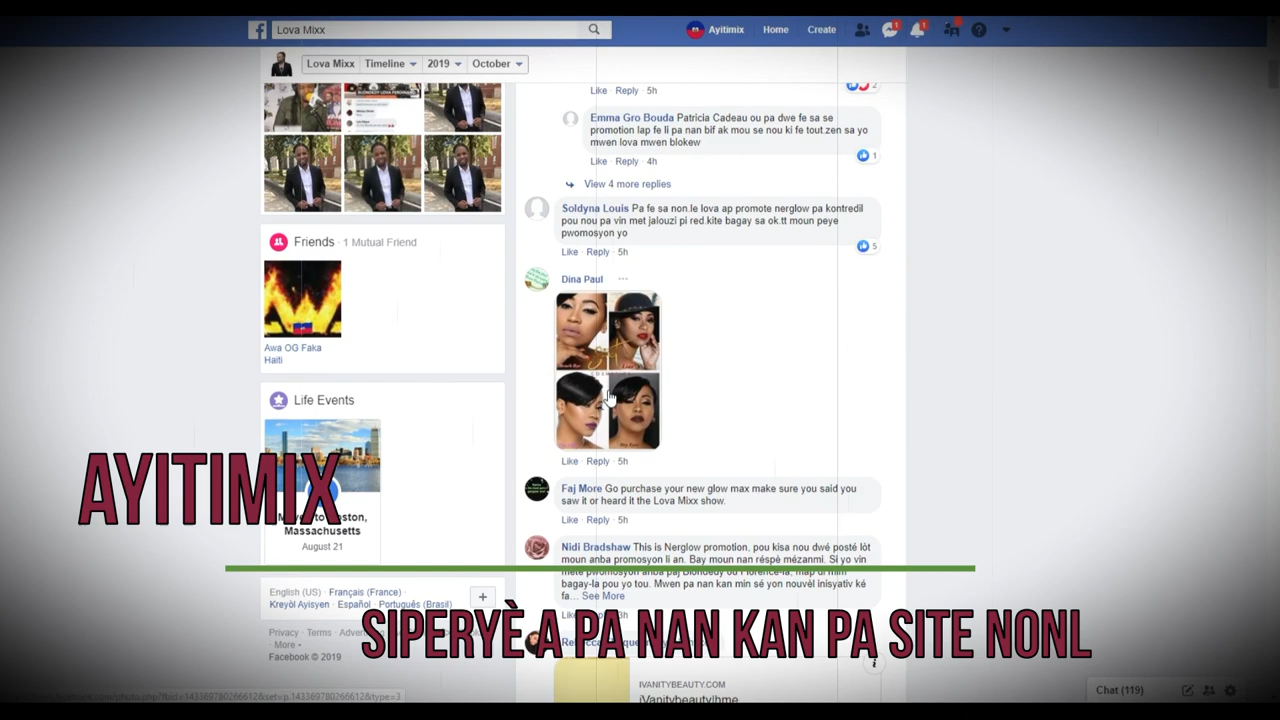 Lova Mixx
Ayitimix Home Create 1 1
Lova Mixx Timeline 2019 October
Like · Reply · 5h
2
Emma Gro Bouda Patricia Cadeau ou pa dwe fe sa se
promotion lap fe li pa nan bif ak mou se nou ki fe tout.zen sa yo
mwen lova mwen blokew
1
Like · Reply · 4h
View 4 more replies
Soldyna Louis Pa fe sa non.le lova ap promote nerglow pa kontredil
pou nou pa vin met jalouzi pi red.kite bagay sa ok.tt moun peye
pwomosyon yo
5
Like · Reply · 5h
Friends · 1 Mutual Friend
Awa OG Faka
Haiti
Dina Paul ...
Like · Reply · 5h
Life Events
Massachusetts
August 21
Faj More Go purchase your new glow max make sure you said you
saw it or heard it the Lova Mixx show.
Like · Reply · 5h
Nidi Bradshaw This is Nerglow promotion, pou kisa nou dwé posté lòt
moun anba promosyon li an. Bay moun nan réspè mézanmi. Si yo vin
mete pwomosyon anba paj Blondedy ou Florence-la, map di min
bagay-la pou yo tou. Mwen pa nan kan min sé yon nouvèl inisyativ ké
fa... See More
AYITIMIX
English (US) · Français (France) ·
Kreyòl Ayisyen · Español · Português (Brasil)
Privacy · Terms ·
· More
Facebook © 2019
SIPERYÈ A PA NAN KAN PA SITE NONL
IVANITYBEAUTY.COM
iVanitybeauty!hme
Chat (119)